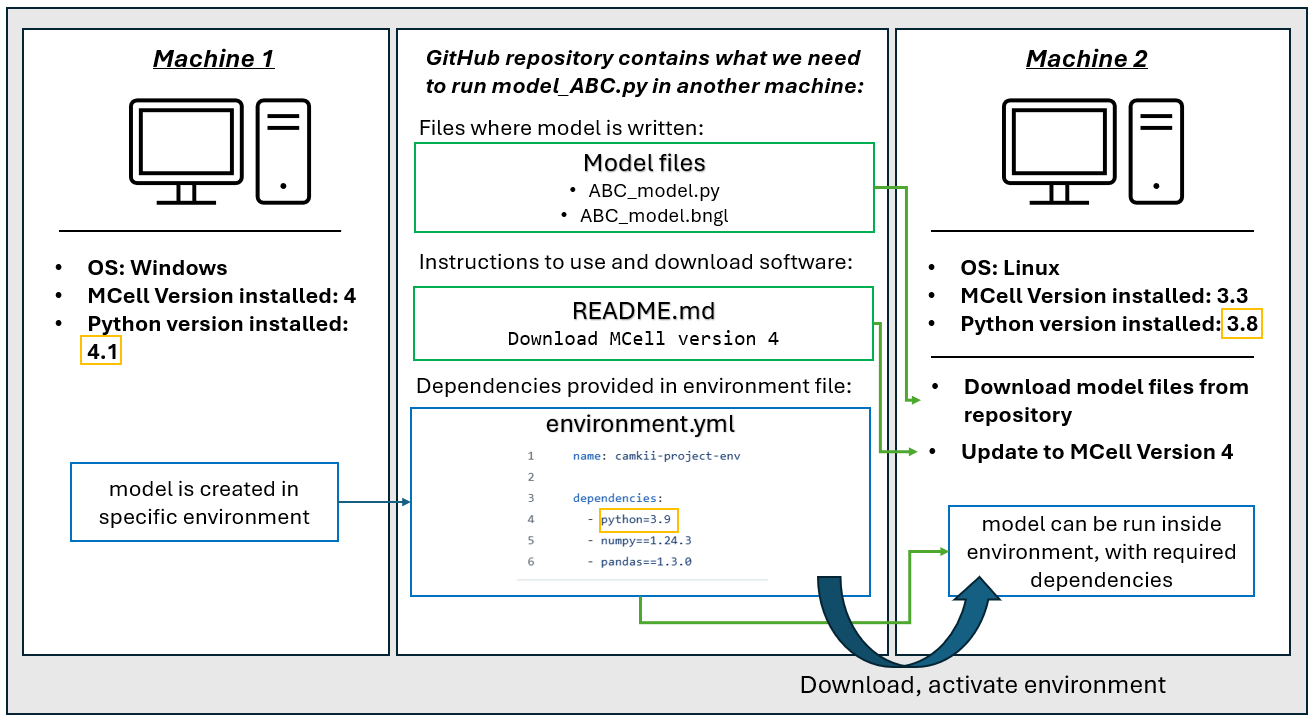 Machine 1
• OS: Windows
• MCell Version installed: 4
• Python version installed:
4.1
model is created in
specific environment
GitHub repository contains what we need
to run model_ABC.py in another machine:
Files where model is written:
Model files
• ABC_model.py
• ABC_model.bngl
Instructions to use and download software:
README.md
Download MCell version 4
Dependencies provided in environment file:
environment.yml
1 name: camkii-project-env
2
3 dependencies:
4 - python=3.9
5 - numpy==1.24.3
6 - pandas==1.3.0
Machine 2
• OS: Linux
• MCell Version installed: 3.3
• Python version installed: 3.8
• Download model files from
repository
• Update to MCell Version 4
model can be run inside
environment, with required
dependencies
Download, activate environment